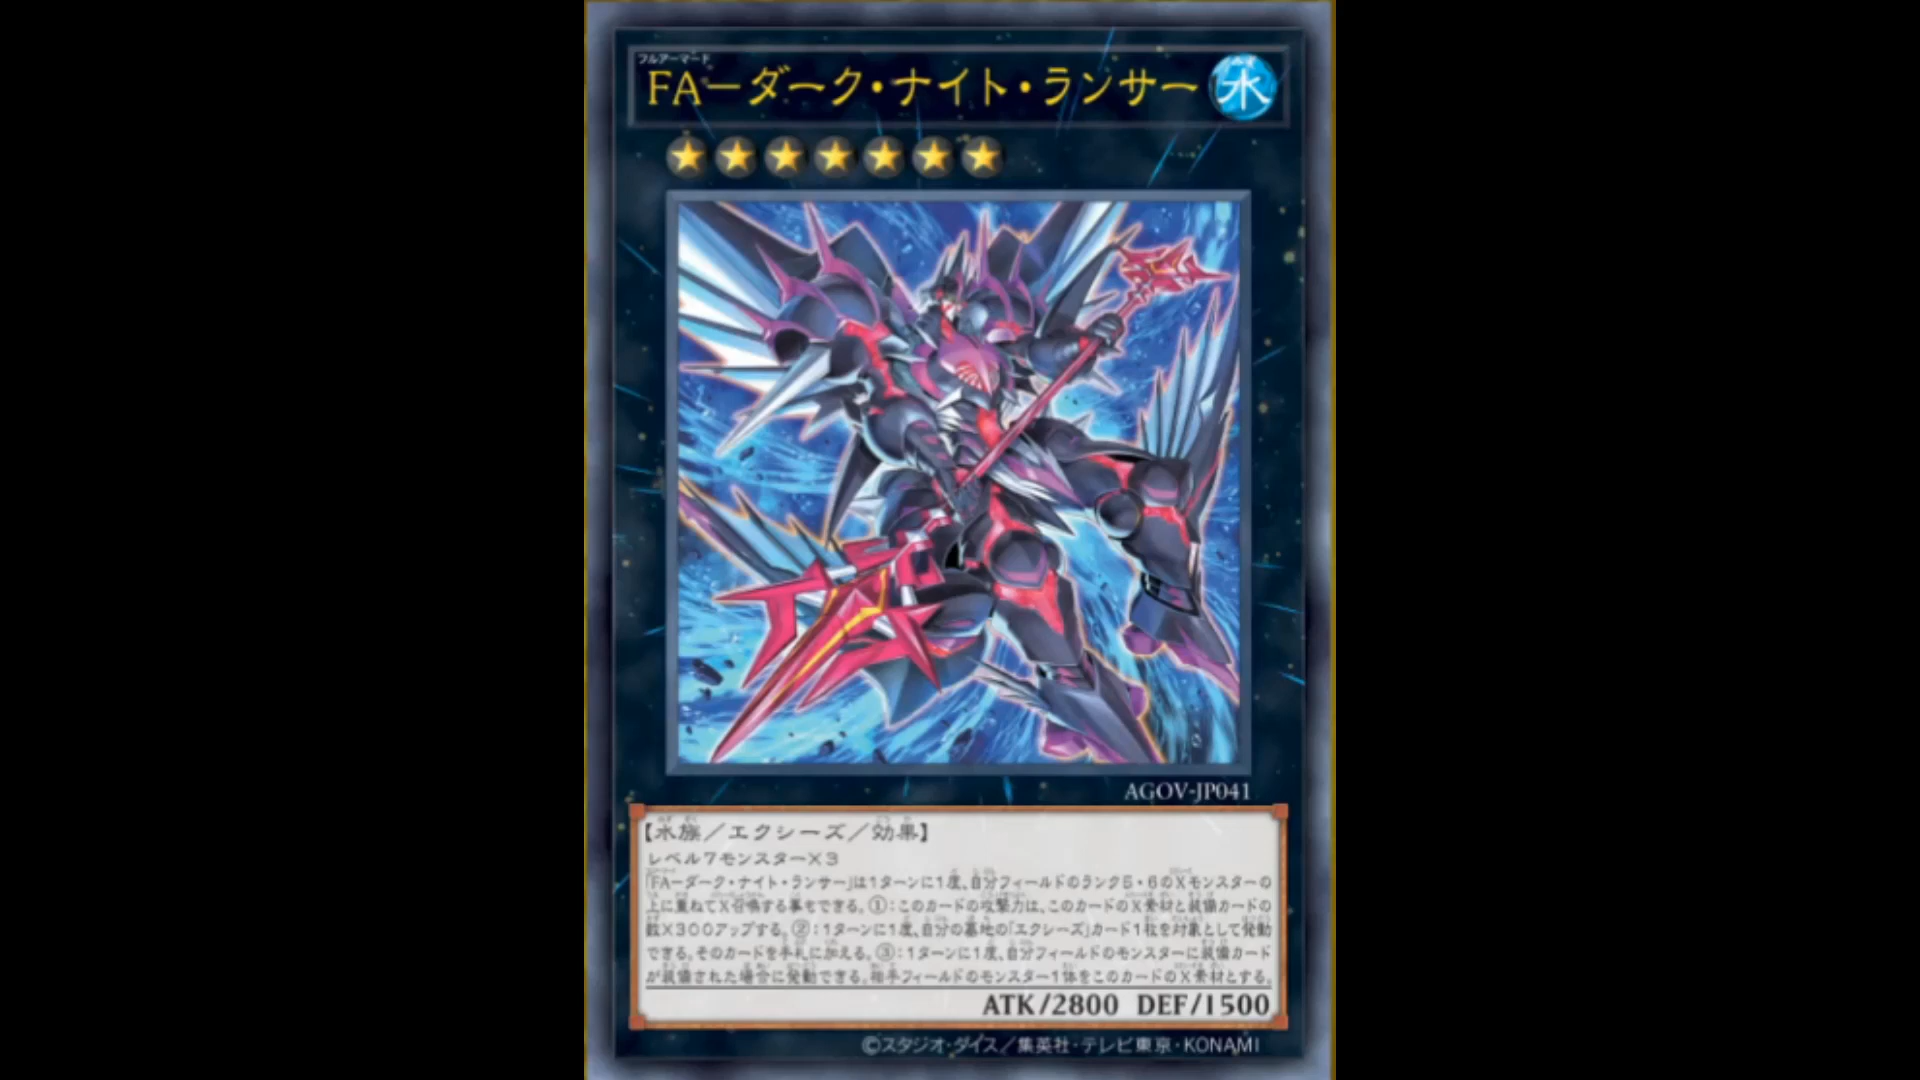 フルアーマード
FA－ダーク・ナイト・ランサー
水
AGOV-JP041
【水族／エクシーズ／効果】
レベル７モンスター×３
「FA－ダーク・ナイト・ランサー」は１ターンに１度、自分フィールドのランク５・６のXモンスターの
上に重ねてX召喚する事もできる。①：このカードの攻撃力は、このカードのX素材と装備カードの
数×３００アップする。②：１ターンに１度、自分の墓地の「エクシーズ」カード１枚を対象として発動
できる。そのカードを手札に加える。③：１ターンに１度、自分フィールドのモンスターに装備カード
が装備された場合に発動できる。相手フィールドのモンスター１体をこのカードのX素材とする。
ATK/2800 DEF/1500
©スタジオ・ダイス／集英社・テレビ東京・KONAMI